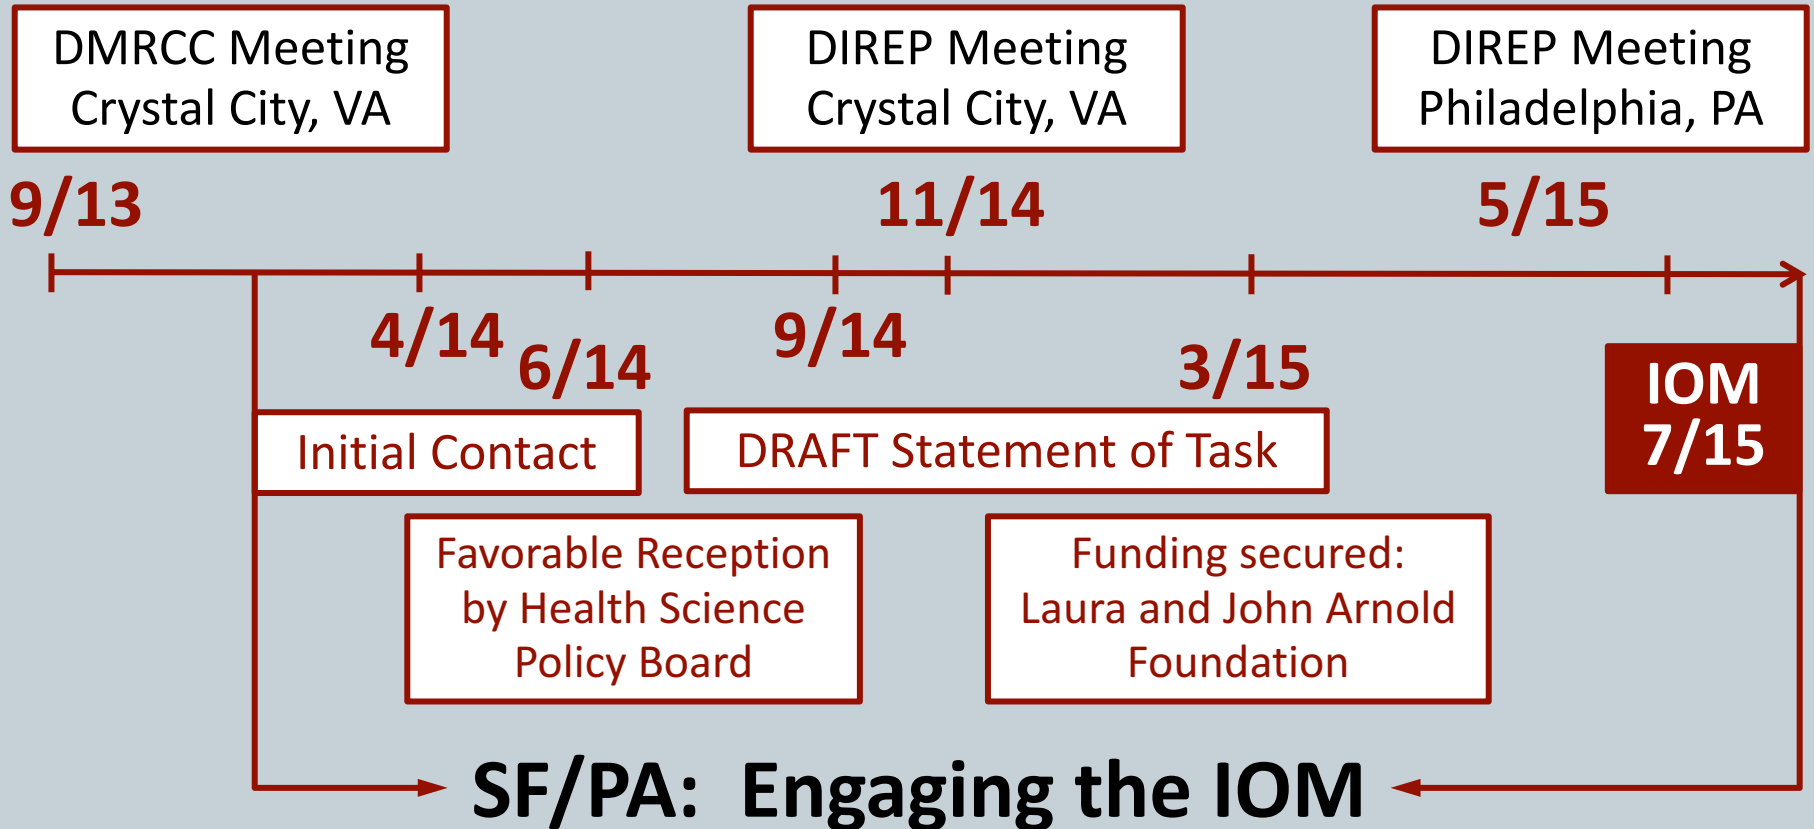 DMRCC Meeting
Crystal City, VA
DIREP Meeting
Crystal City, VA
DIREP Meeting
Philadelphia, PA
9/13
11/14
5/15
4/14
6/14
9/14
3/15
IOM
7/15
Initial Contact
DRAFT Statement of Task
Favorable Reception
by Health Science
Policy Board
Funding secured:
Laura and John Arnold
Foundation
SF/PA: Engaging the IOM